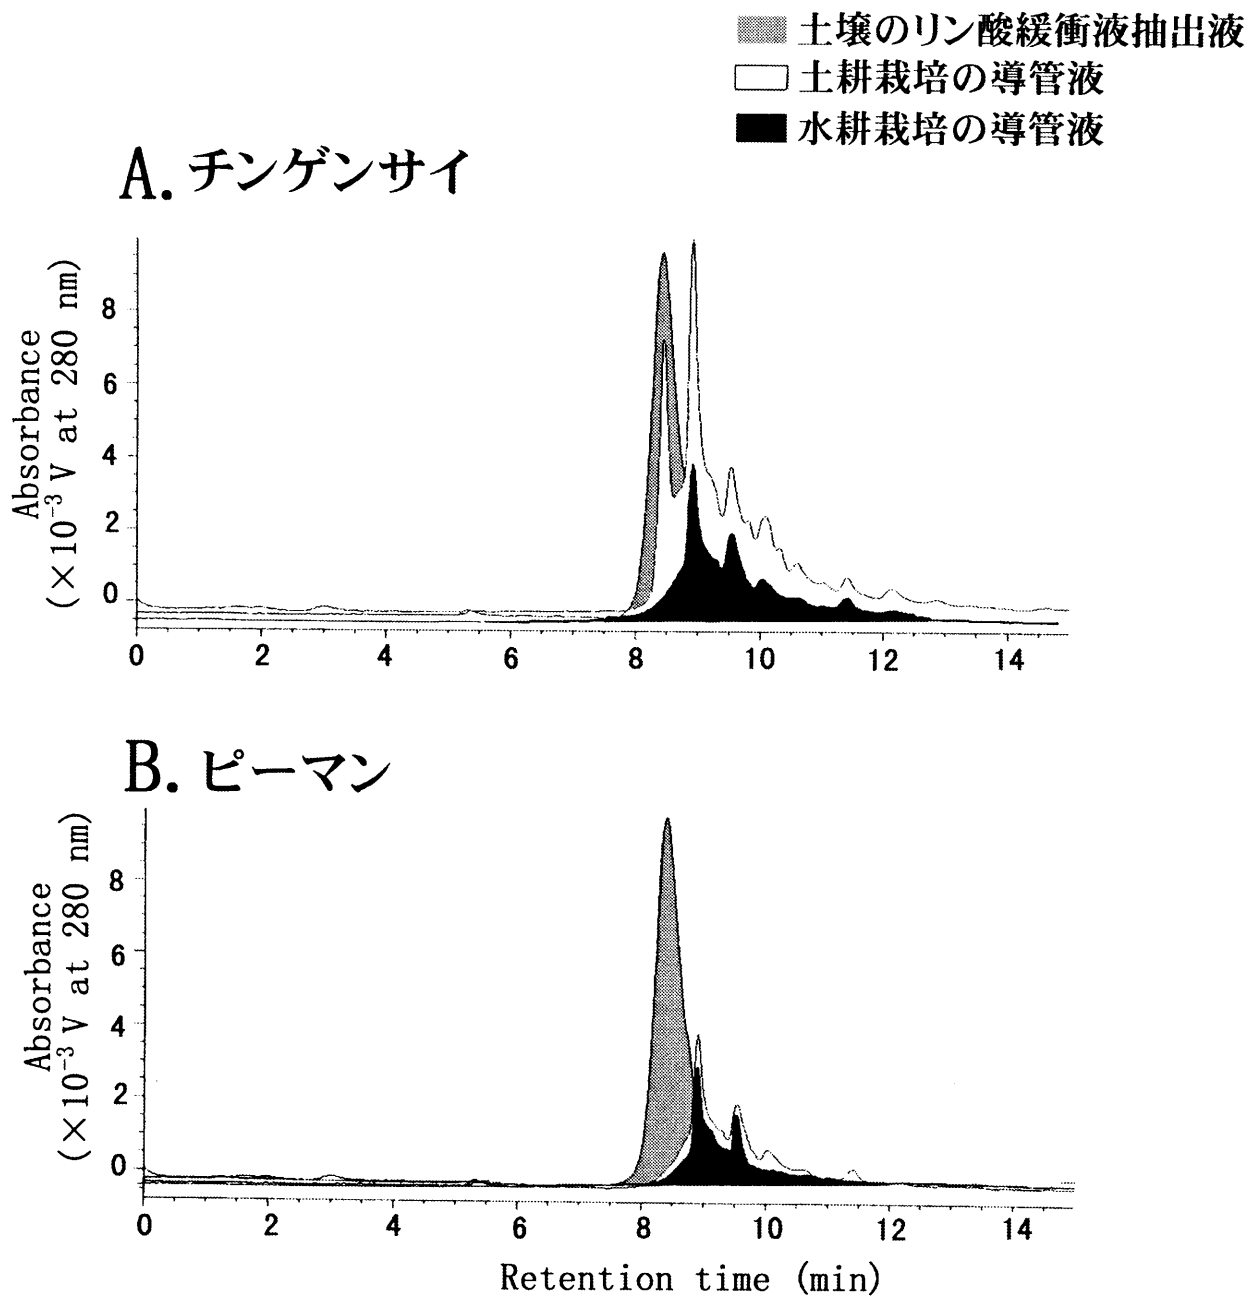 土壌のリン酸緩衝液抽出液
土耕栽培の導管液
水耕栽培の導管液
A. チンゲンサイ
Absorbance
(×10⁻³ V at 280 nm)
8
6
4
2
0
0 2 4 6 8 10 12 14
B. ピーマン
Absorbance
(×10⁻³ V at 280 nm)
8
6
4
2
0
0 2 4 6 8 10 12 14
Retention time (min)